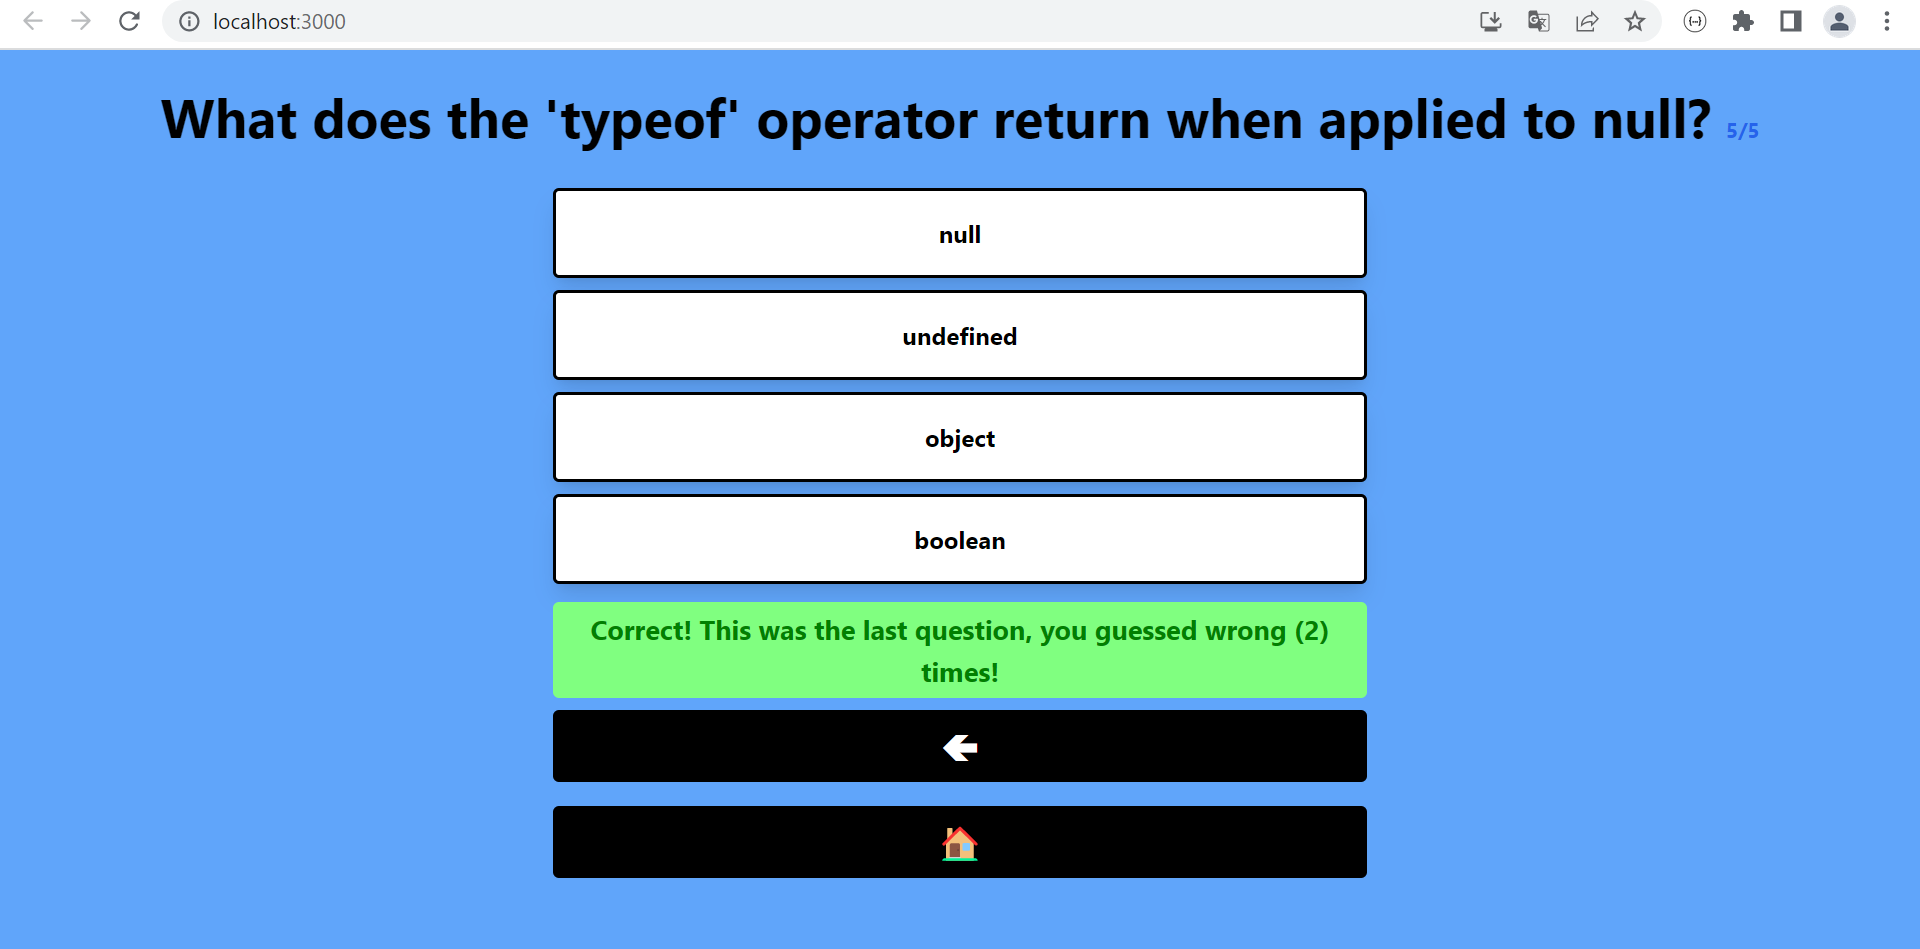 localhost:3000
What does the 'typeof' operator return when applied to null? 5/5
null
undefined
object
boolean
Correct! This was the last question, you guessed wrong (2)
times!